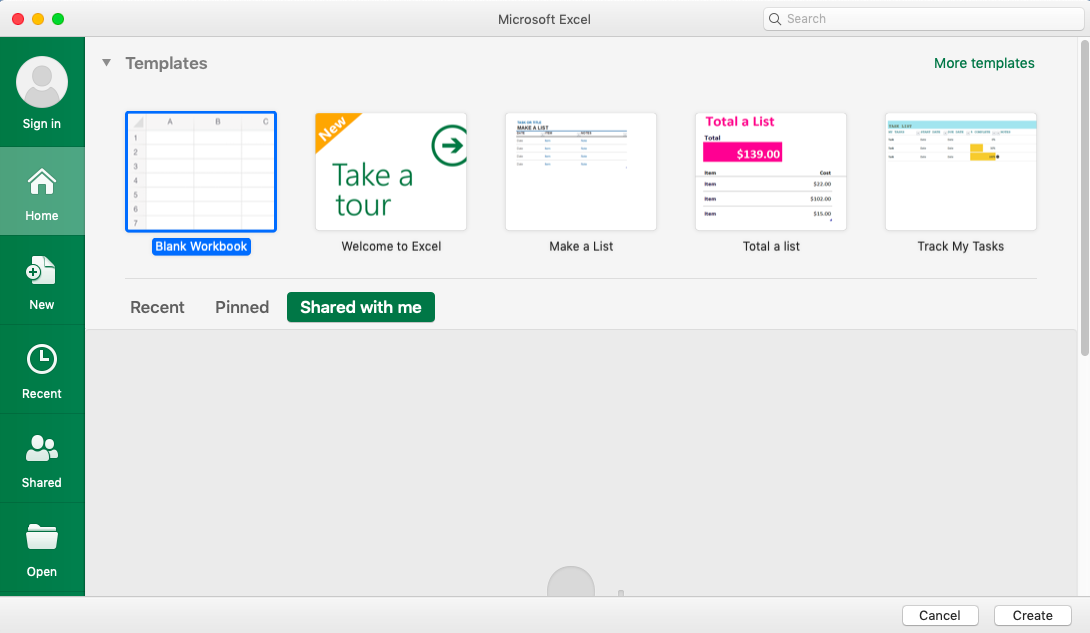 Microsoft Excel
Search
Sign in
Home
New
Recent
Shared
Open
Templates
More templates
A B C
1
2
3
4
5
6
7
Blank Workbook
New
Take a
tour
Welcome to Excel
MAKE A LIST
Make a List
Total a List
Total
$139.00
Item Cost
Item $22.00
Item $102.00
Item $15.00
Total a list
TASK LIST
Track My Tasks
Recent Pinned Shared with me
Cancel Create